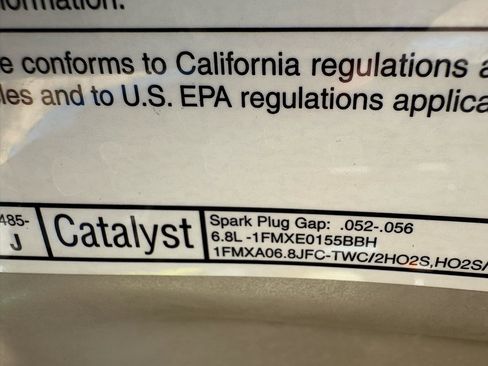 ormation.
e conforms to California regulations a
les and to U.S. EPA regulations applica
485-
J
Catalyst
Spark Plug Gap: .052-.056
6.8L -1FMXE0155BBH
1FMXA06.8JFC-TWC/2HO2S,HO2S/